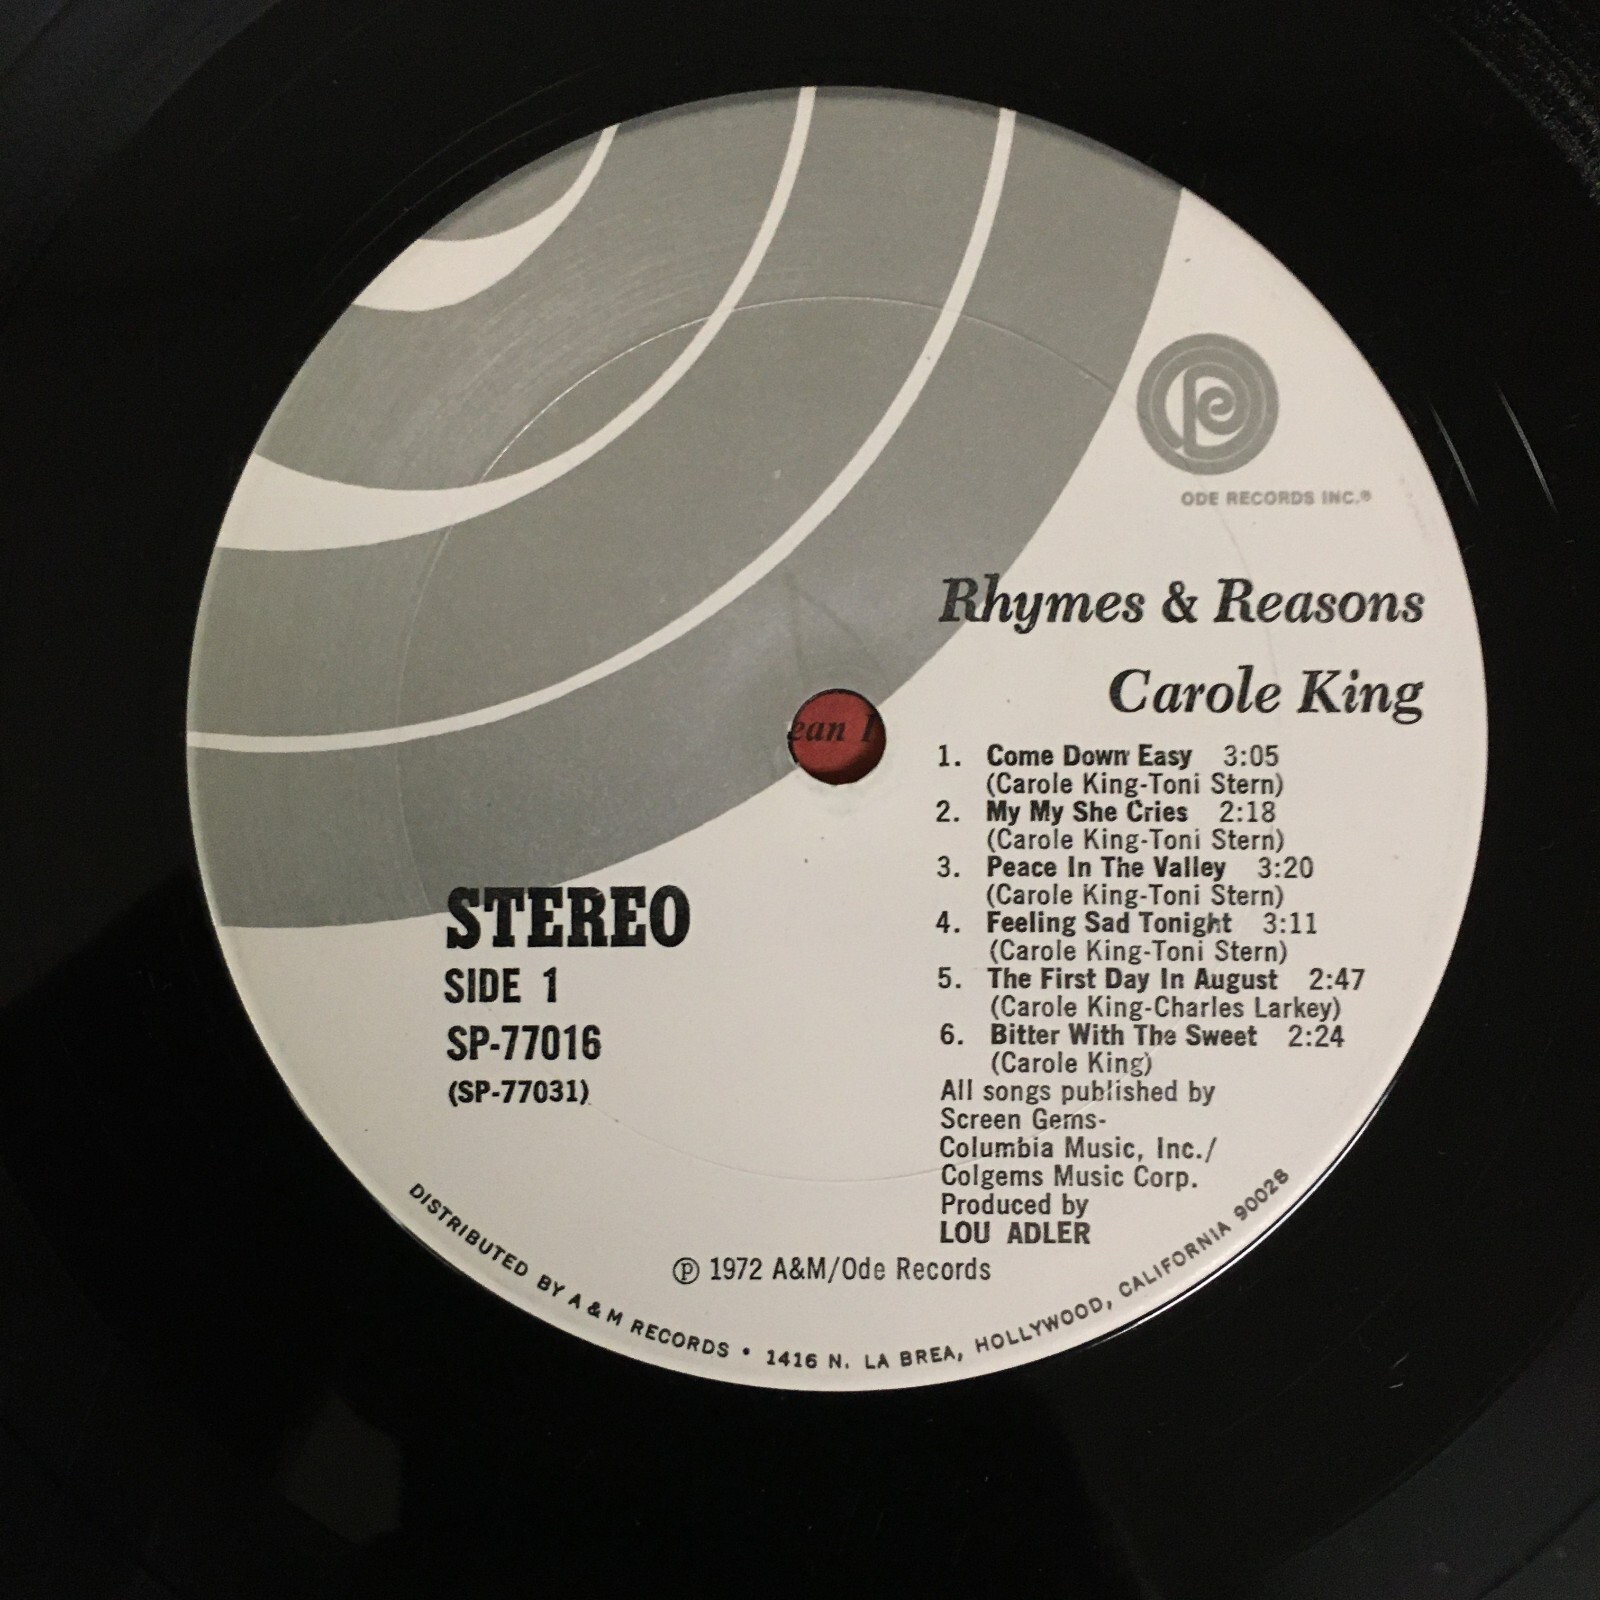 ODE RECORDS INC.®
Rhymes & Reasons
Carole King
1. Come Down Easy 3:05
(Carole King-Toni Stern)
2. My My She Cries 2:18
(Carole King-Toni Stern)
3. Peace In The Valley 3:20
(Carole King-Toni Stern)
4. Feeling Sad Tonight 3:11
(Carole King-Toni Stern)
5. The First Day In August 2:47
(Carole King-Charles Larkey)
6. Bitter With The Sweet 2:24
(Carole King)
All songs published by
Screen Gems-
Columbia Music, Inc./
Colgems Music Corp.
Produced by
LOU ADLER
STEREO
SIDE 1
SP-77016
(SP-77031)
℗ 1972 A&M/Ode Records
DISTRIBUTED BY A & M RECORDS • 1416 N. LA BREA, HOLLYWOOD, CALIFORNIA 90028